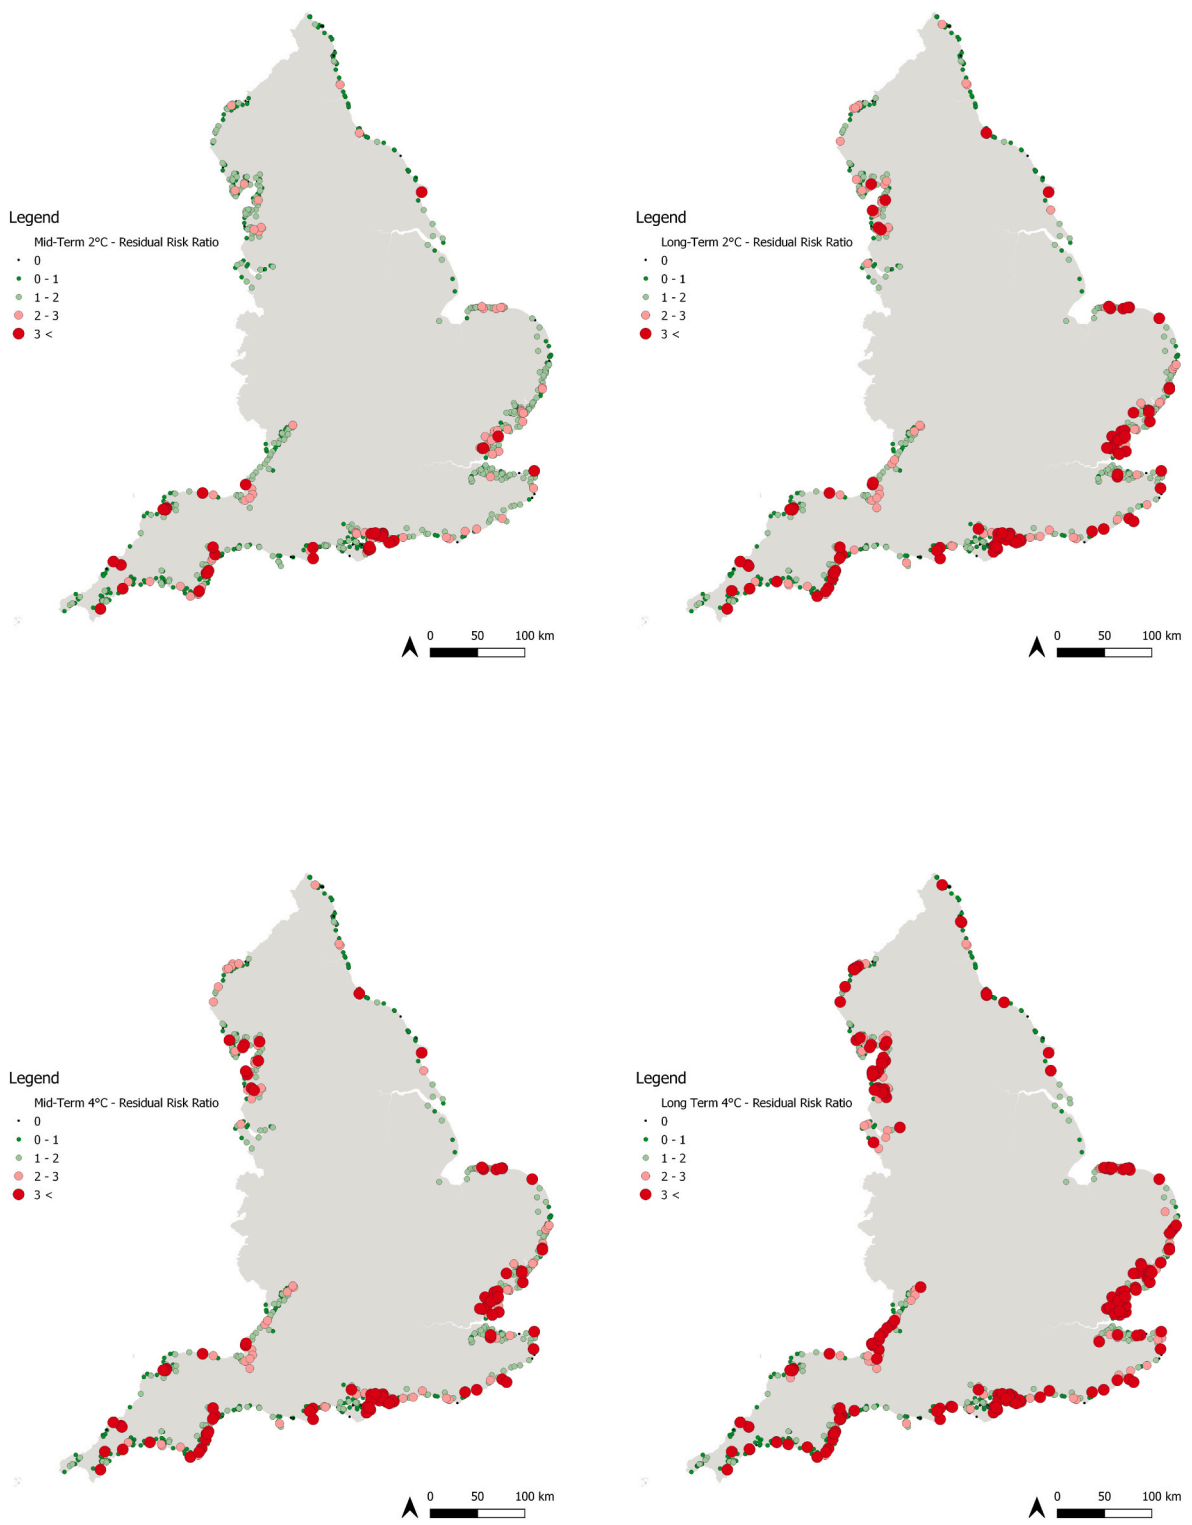 Legend
Mid-Term 2°C - Residual Risk Ratio
0
0 - 1
1 - 2
2 - 3
3 <
0 50 100 km
Legend
Long-Term 2°C - Residual Risk Ratio
0
0 - 1
1 - 2
2 - 3
3 <
0 50 100 km
Legend
Mid-Term 4°C - Residual Risk Ratio
0
0 - 1
1 - 2
2 - 3
3 <
0 50 100 km
Legend
Long Term 4°C - Residual Risk Ratio
0
0 - 1
1 - 2
2 - 3
3 <
0 50 100 km